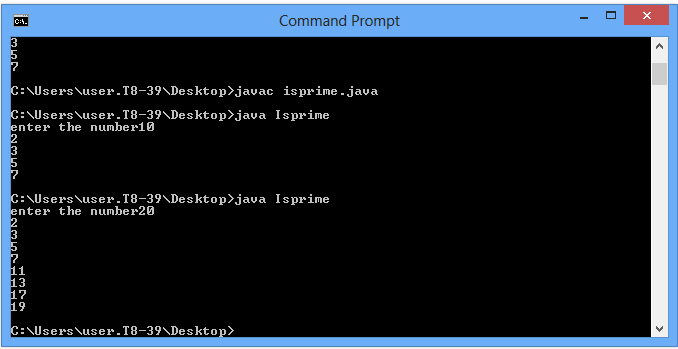 Command Prompt
3
5
7
C:\Users\user.T8-39\Desktop>javac isprime.java
C:\Users\user.T8-39\Desktop>java Isprime
enter the number10
2
3
5
7
C:\Users\user.T8-39\Desktop>java Isprime
enter the number20
2
3
5
7
11
13
17
19
C:\Users\user.T8-39\Desktop>